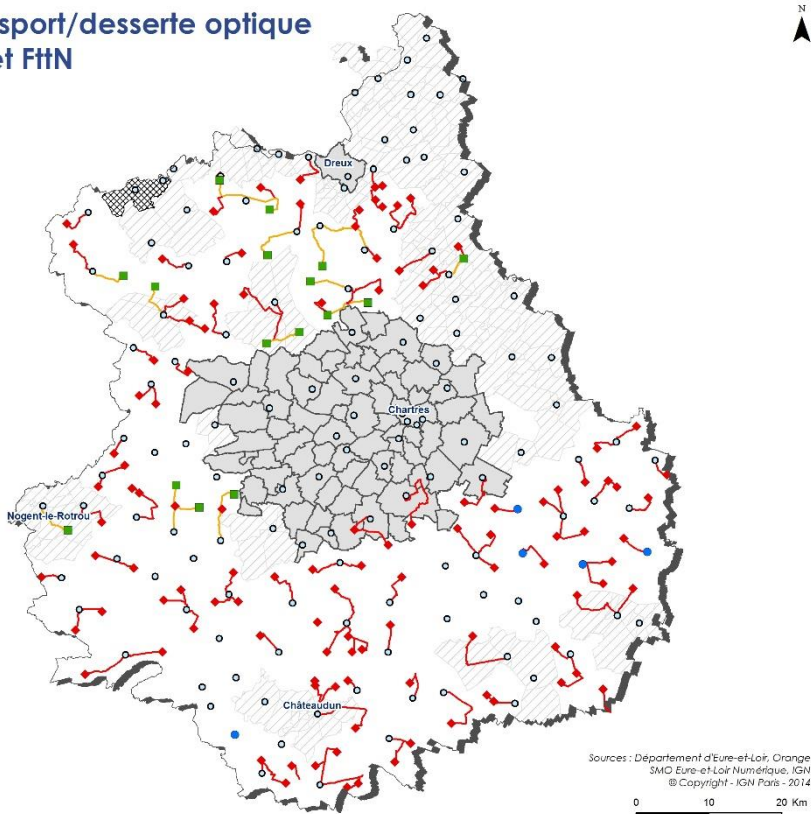 sport/desserte optique
et FttN
N
Dreux
Chartres
Nogent-le-Rotrou
Châteaudun
Sources : Département d'Eure-et-Loir, Orange
SMO Eure-et-Loir Numérique, IGN
© Copyright - IGN Paris - 2014
0 10 20 Km